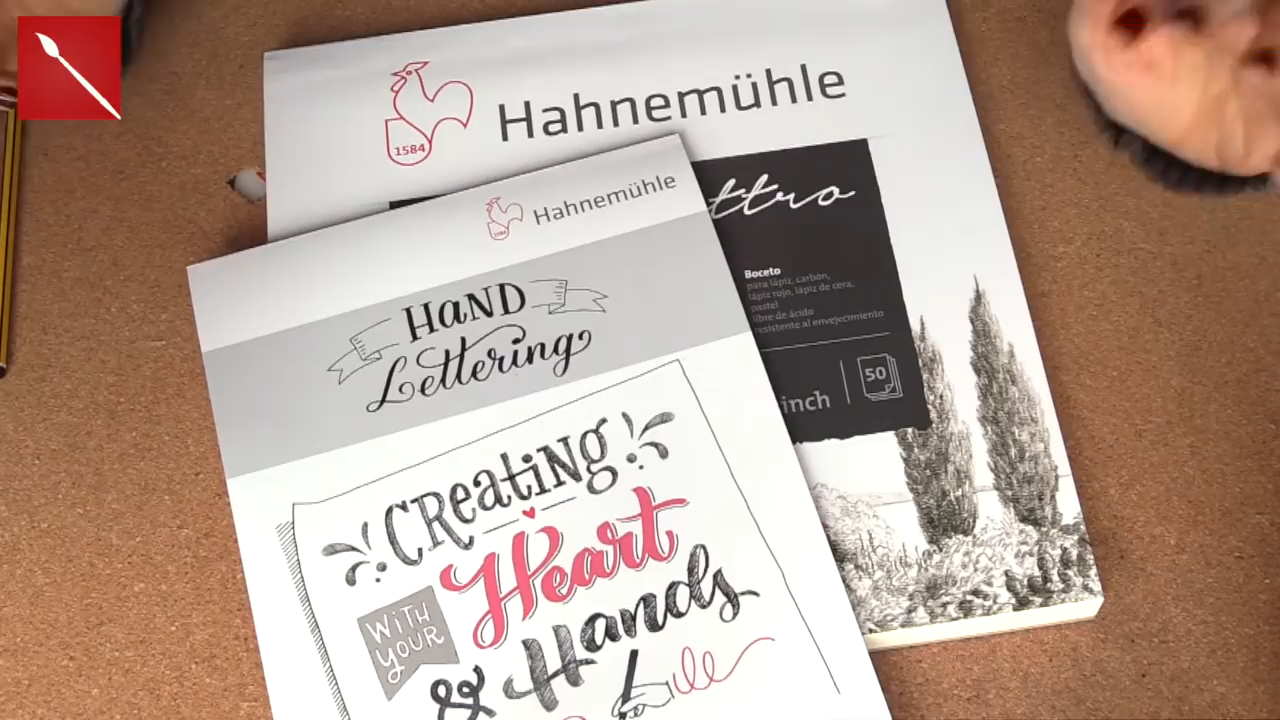 Hahnemühle
1584
ttro
Boceto
para lápiz, carbón,
lápiz rojo, lápiz de cera,
pastel
libre de ácido
resistente al envejecimiento
inch
50
Hahnemühle
1584
HAND
Lettering
CReatiNg
Heart
WiTH
YOUR
& Hands